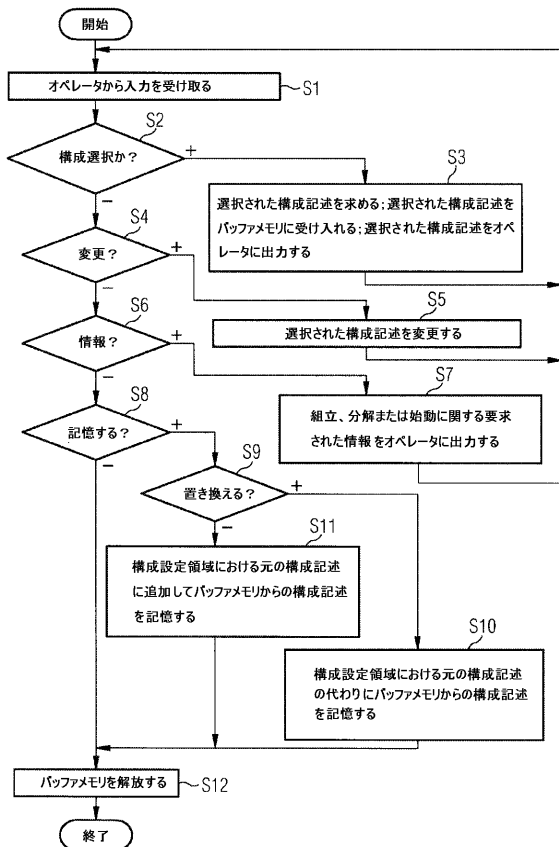 開始
オペレータから入力を受け取る
S1
S2
構成選択か？
+
−
S3
選択された構成記述を求める；選択された構成記述を
バッファメモリに受け入れる；選択された構成記述をオペ
レータに出力する
S4
変更？
+
−
S5
選択された構成記述を変更する
S6
情報？
+
−
S7
組立、分解または始動に関する要求
された情報をオペレータに出力する
S8
記憶する？
+
−
S9
置き換える？
+
−
S11
構成設定領域における元の構成記述
に追加してバッファメモリからの構成記述
を記憶する
S10
構成設定領域における元の構成記述
の代わりにバッファメモリからの構成記述
を記憶する
バッファメモリを解放する
S12
終了